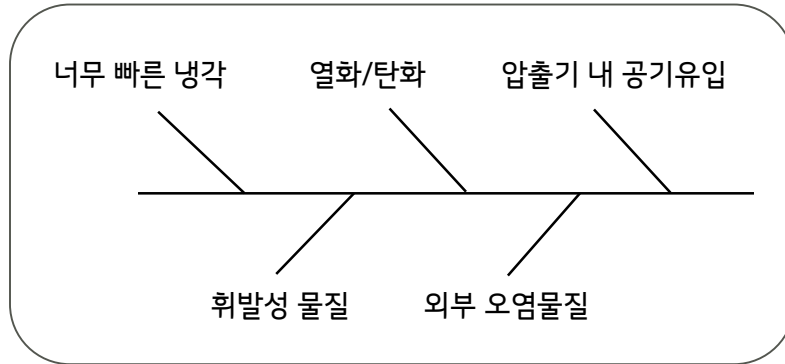 너무 빠른 냉각
열화/탄화
압출기 내 공기유입
휘발성 물질
외부 오염물질